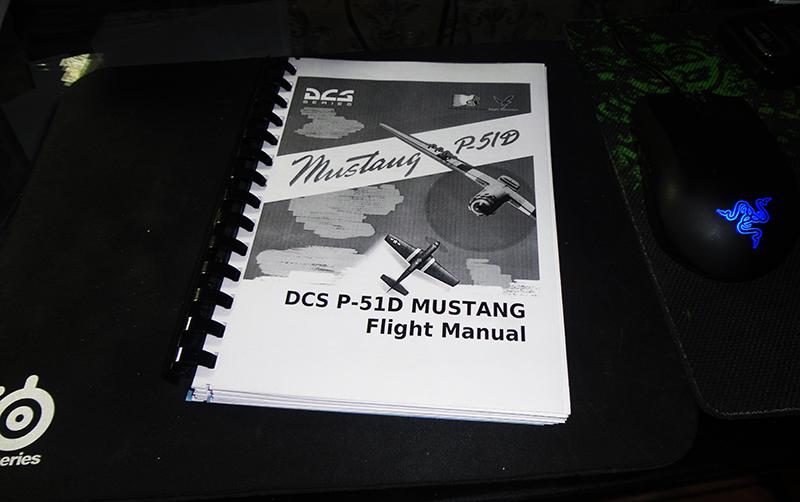 DCS
SERIES
Mustang P-51D
DCS P-51D MUSTANG
Flight Manual
eries